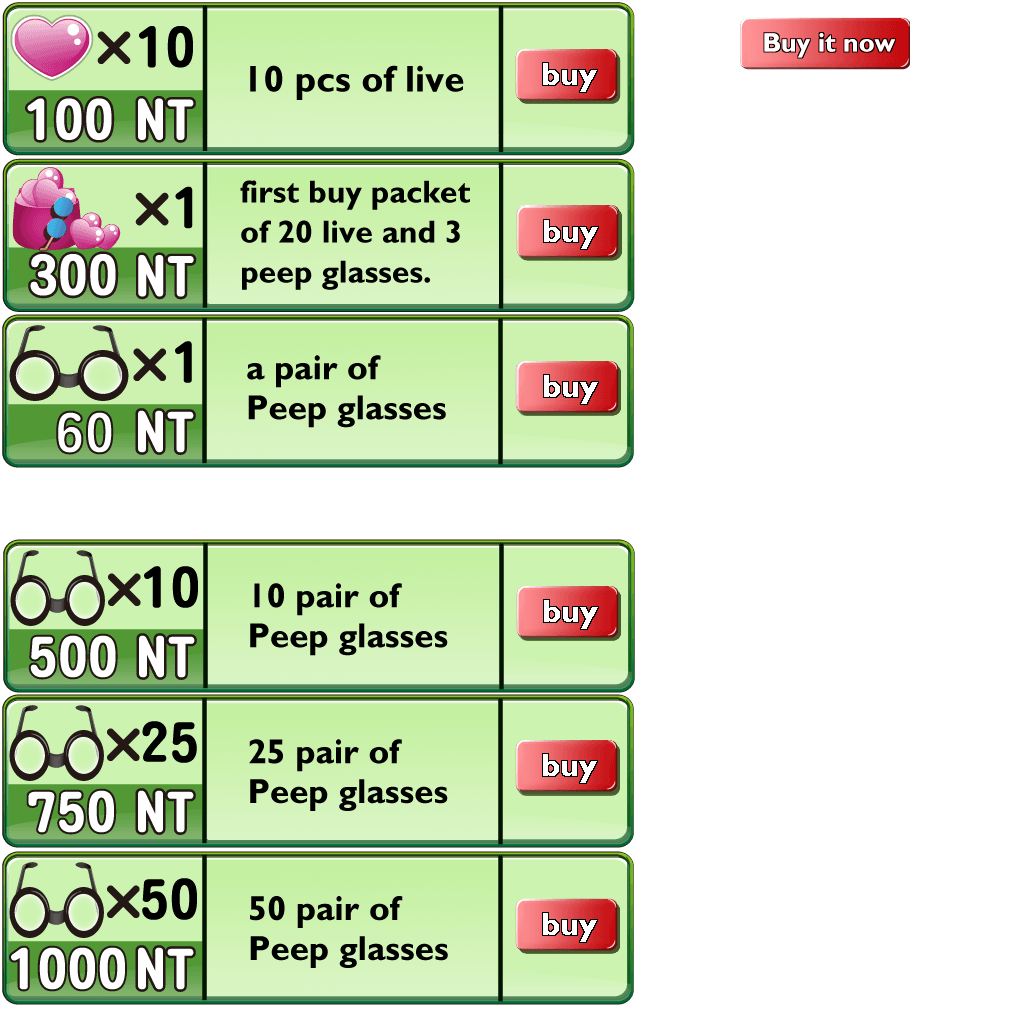 ×10
100 NT
10 pcs of live
buy
Buy it now
×1
300 NT
first buy packet
of 20 live and 3
peep glasses.
buy
×1
60 NT
a pair of
Peep glasses
buy
×10
500 NT
10 pair of
Peep glasses
buy
×25
750 NT
25 pair of
Peep glasses
buy
×50
1000 NT
50 pair of
Peep glasses
buy